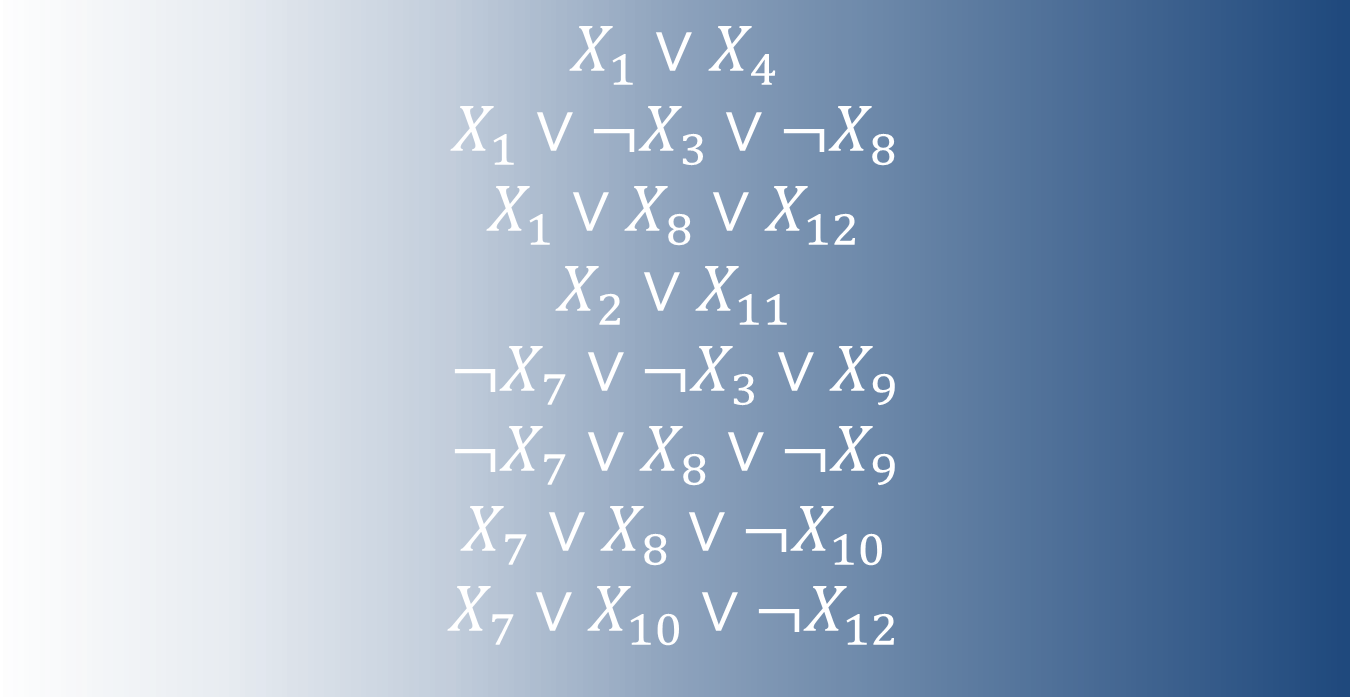 X₁ ∨ X₄
X₁ ∨ ¬X₃ ∨ ¬X₈
X₁ ∨ X₈ ∨ X₁₂
X₂ ∨ X₁₁
¬X₇ ∨ ¬X₃ ∨ X₉
¬X₇ ∨ X₈ ∨ ¬X₉
X₇ ∨ X₈ ∨ ¬X₁₀
X₇ ∨ X₁₀ ∨ ¬X₁₂